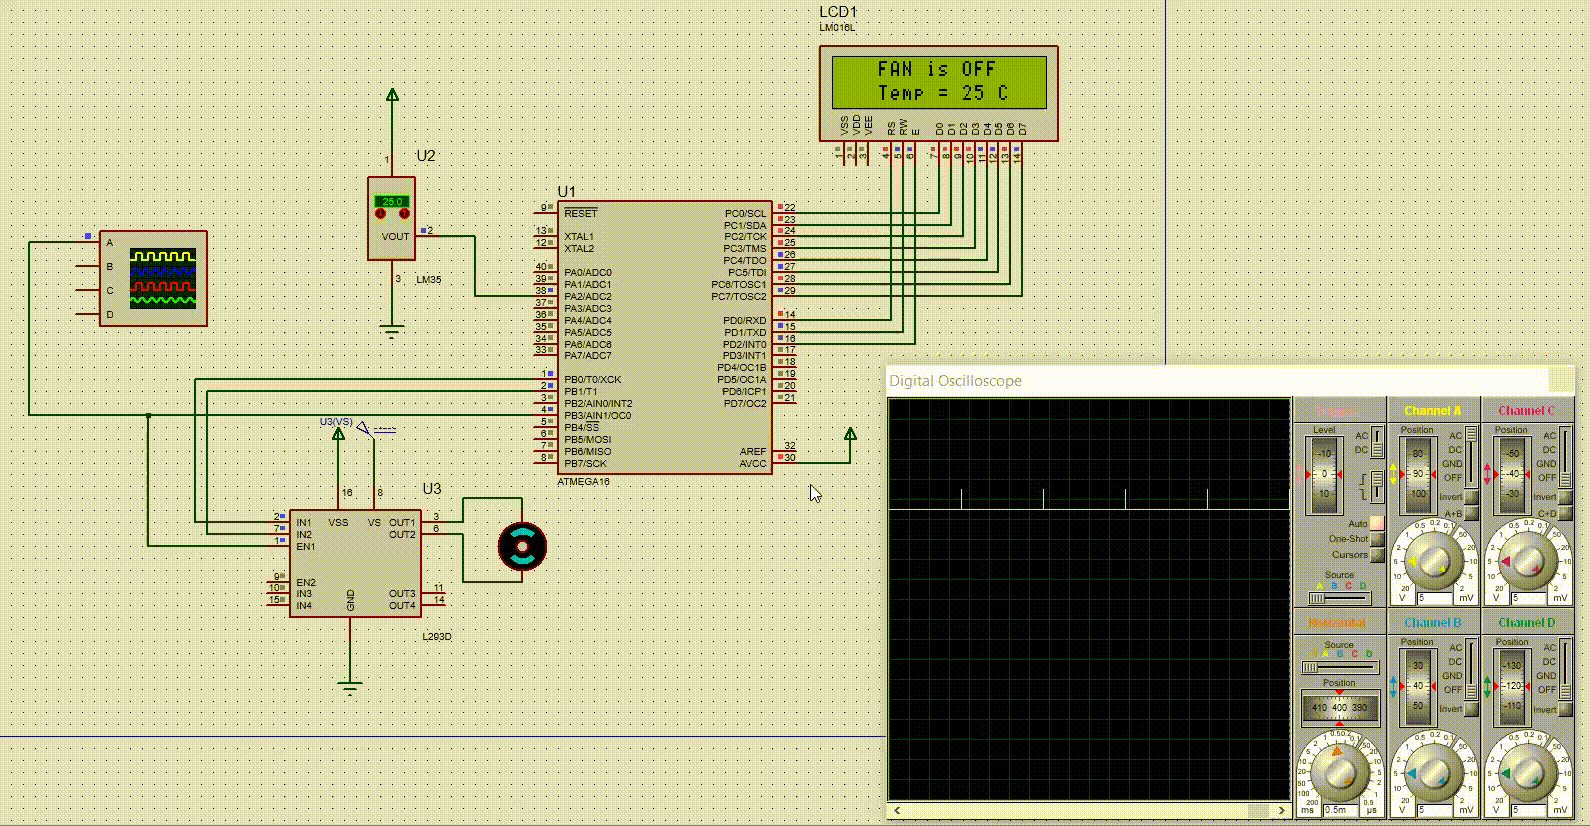 LCD1
LM016L
FAN is OFF
Temp = 25 C
VSS
VDD
VEE
RS
RW
E
D0
D1
D2
D3
D4
D5
D6
D7
1
2
3
4
5
6
7
8
9
10
11
12
13
14
U2
1
25.0
VOUT
2
3
LM35
A
B
C
D
U1
9
RESET
13
XTAL1
12
XTAL2
40
PA0/ADC0
39
PA1/ADC1
38
PA2/ADC2
37
PA3/ADC3
36
PA4/ADC4
35
PA5/ADC5
34
PA6/ADC6
33
PA7/ADC7
1
PB0/T0/XCK
2
PB1/T1
3
PB2/AIN0/INT2
4
PB3/AIN1/OC0
5
PB4/SS
6
PB5/MOSI
7
PB6/MISO
8
PB7/SCK
PC0/SCL
22
PC1/SDA
23
PC2/TCK
24
PC3/TMS
25
PC4/TDO
26
PC5/TDI
27
PC6/TOSC1
28
PC7/TOSC2
29
PD0/RXD
14
PD1/TXD
15
PD2/INT0
16
PD3/INT1
17
PD4/OC1B
18
PD5/OC1A
19
PD6/ICP1
20
PD7/OC2
21
AREF
32
AVCC
30
ATMEGA16
U3(VS)
16
8
U3
2
IN1
7
IN2
1
EN1
9
EN2
10
IN3
15
IN4
VSS
VS
GND
OUT1
3
OUT2
6
OUT3
11
OUT4
14
L293D
Digital Oscilloscope
Level
-10
0
10
AC
DC
Auto
One-Shot
Cursors
Source
A B C D
Channel A
Position
80
90
100
AC
DC
GND
OFF
Invert
A+B
V
5
mV
Channel C
Position
-50
-40
-30
AC
DC
GND
OFF
Invert
C+D
V
5
mV
Horizontal
Source
A B C D
Position
410 400 390
ms
0.5m
µs
Channel B
Position
30
40
50
AC
DC
GND
OFF
Invert
V
5
mV
Channel D
Position
-130
-120
-110
AC
DC
GND
OFF
Invert
V
5
mV